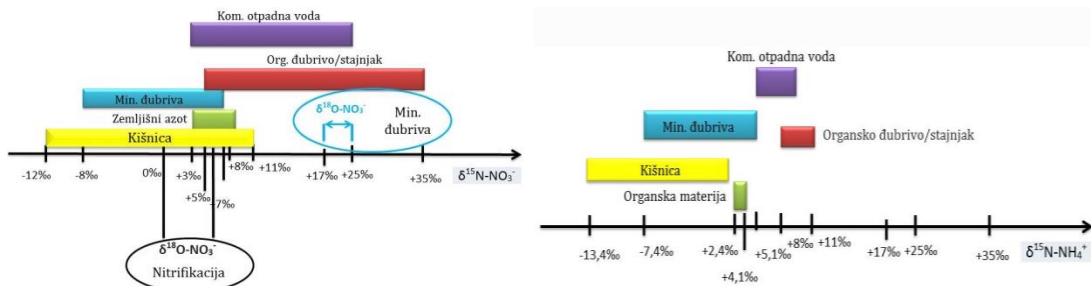 Kom. otpadna voda
Org. đubrivo/stajnjak
Min. đubriva
δ¹⁸O-NO₃⁻
Min.
đubriva
Zemljišni azot
Kišnica
-12‰ -8‰ 0‰ +3‰ +8‰ +11‰ +17‰ +25‰ +35‰ δ¹⁵N-NO₃⁻
+5‰ 7‰
δ¹⁸O-NO₃⁻
Nitrifikacija
Kom. otpadna voda
Min. đubriva
Organsko đubrivo/stajnjak
Kišnica
Organska materija
-13,4‰ -7,4‰ +2,4‰ +5,1‰ +8‰ +11‰ +17‰ +25‰ +35‰ δ¹⁵N-NH₄⁺
+4,1‰